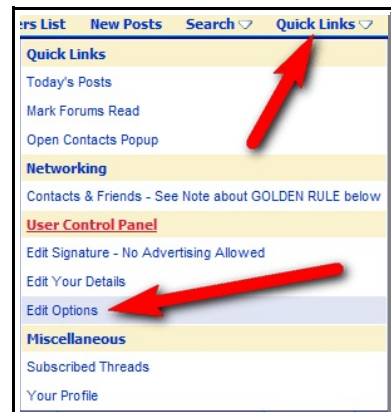 rs List New Posts Search Quick Links
Quick Links
Today's Posts
Mark Forums Read
Open Contacts Popup
Networking
Contacts & Friends - See Note about GOLDEN RULE below
User Control Panel
Edit Signature - No Advertising Allowed
Edit Your Details
Edit Options
Miscellaneous
Subscribed Threads
Your Profile